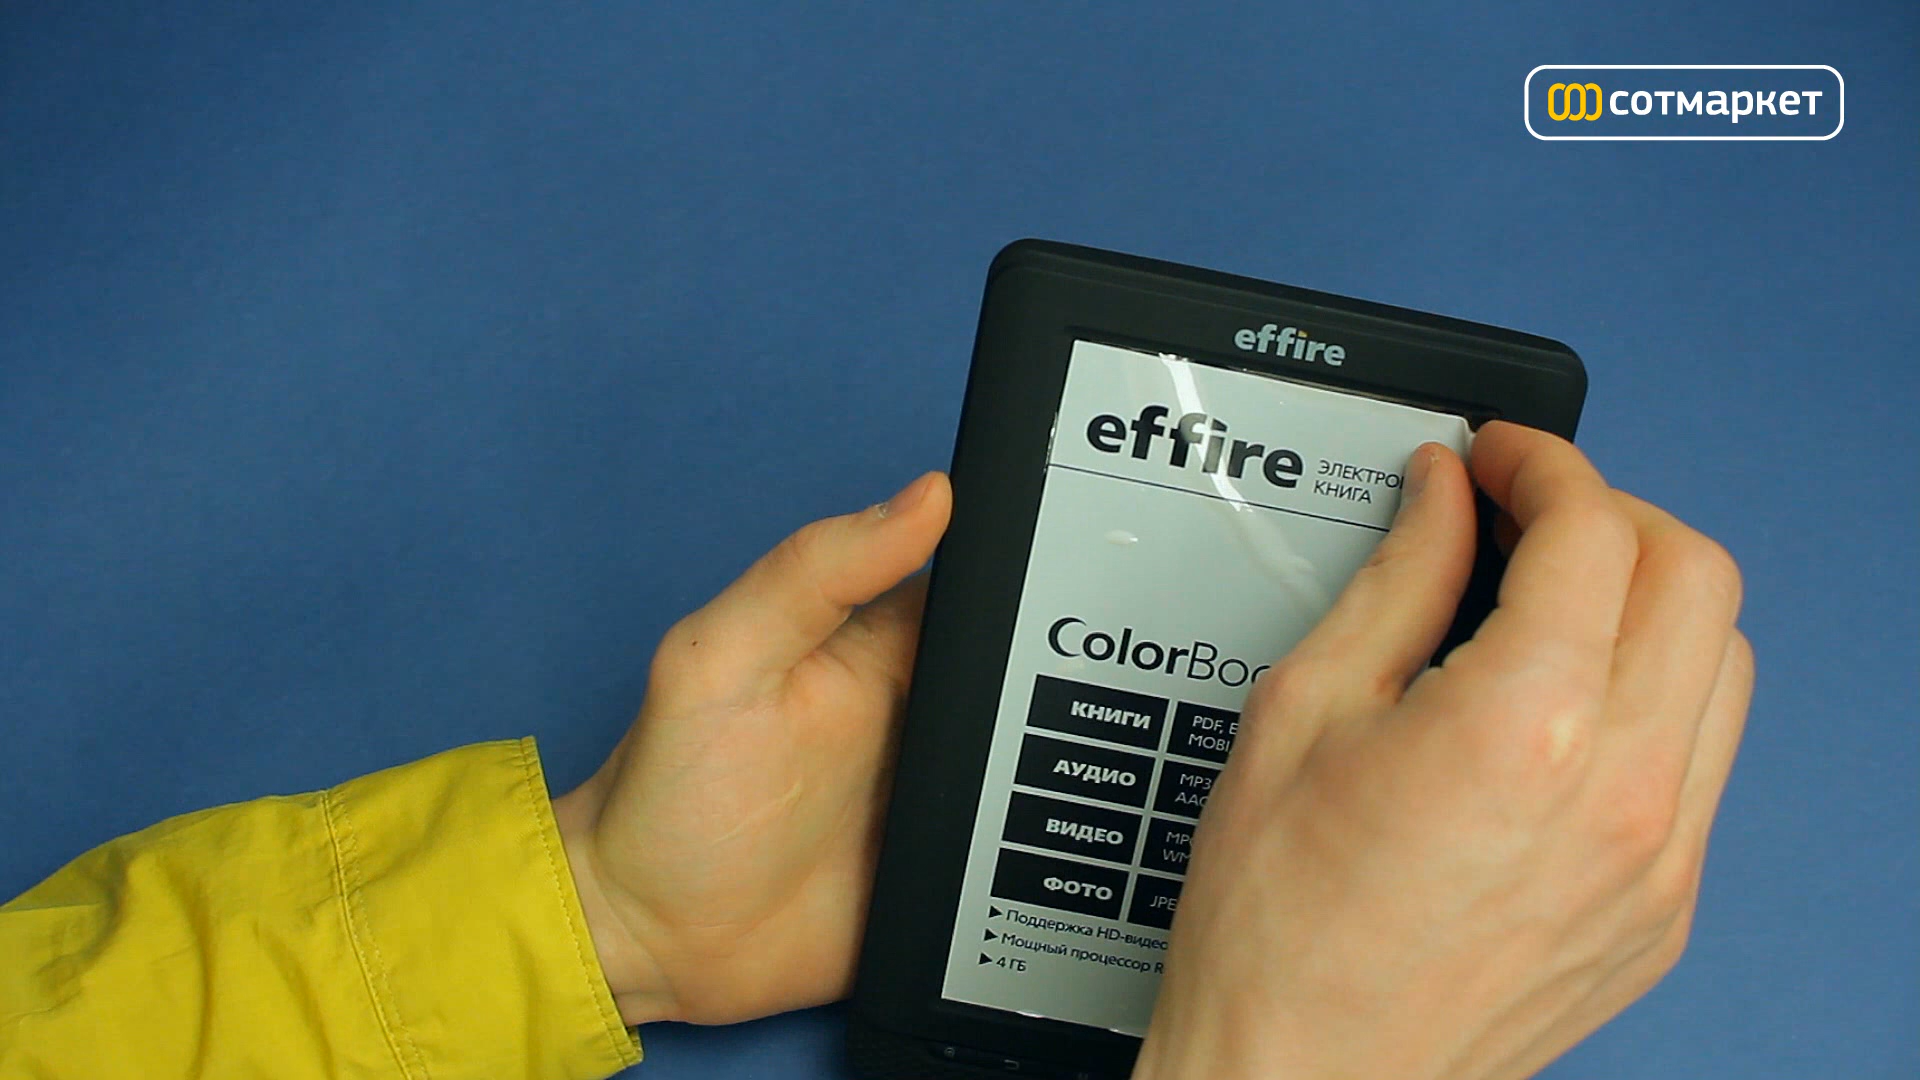 сотмаркет
effire
effire
ЭЛЕКТРО
КНИГА
ColorBoo
КНИГИ
PDF, E
MOBI,
АУДИО
MP3
AAC
ВИДЕО
WM
ФОТО
JPE
▶ Поддержка HD-видео
▶ Мощный процессор R
▶ 4 ГБ